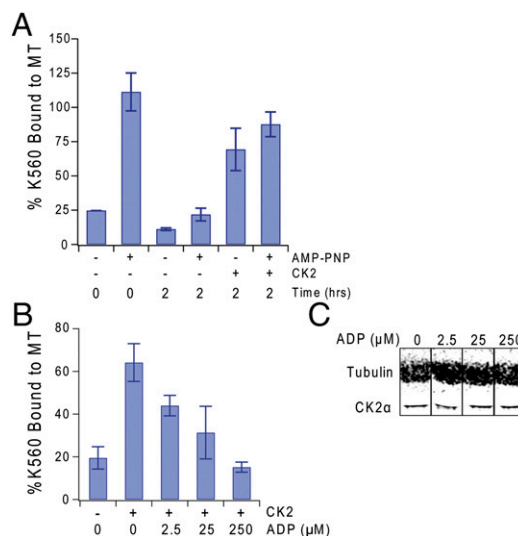 A
% K560 Bound to MT
150
125
100
75
50
25
0
- + - + - + AMP-PNP
- - - - + + CK2
0 0 2 2 2 2 Time (hrs)
B
%K560 Bound to MT
80
60
40
20
0
- + + + + CK2
0 0 2.5 25 250 ADP (µM)
C
ADP (µM) 0 2.5 25 250
Tubulin
CK2α